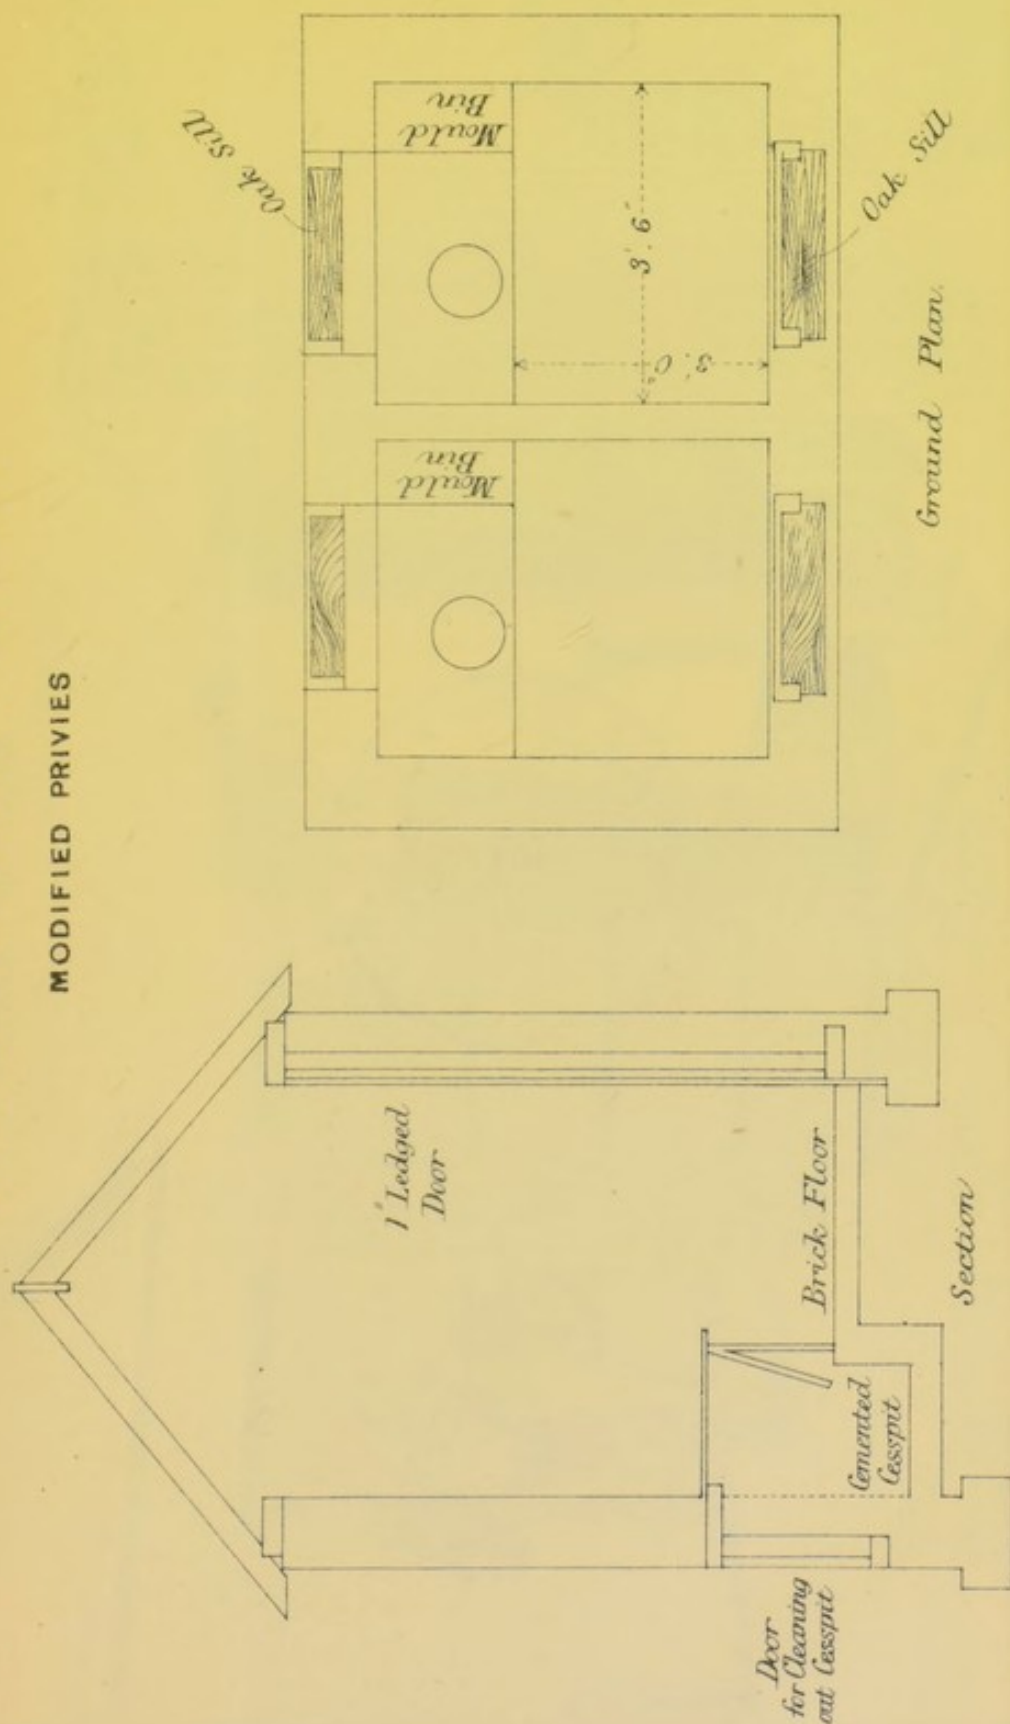 MODIFIED PRIVIES
1" Ledged
Door
Brick Floor
Cemented
Cesspit
Door
for Cleaning
out Cesspit
Section
Oak Sill
Mould
Bin
Mould
Bin
3'. 6"
3'. 0"
Oak Sill
Ground Plan.